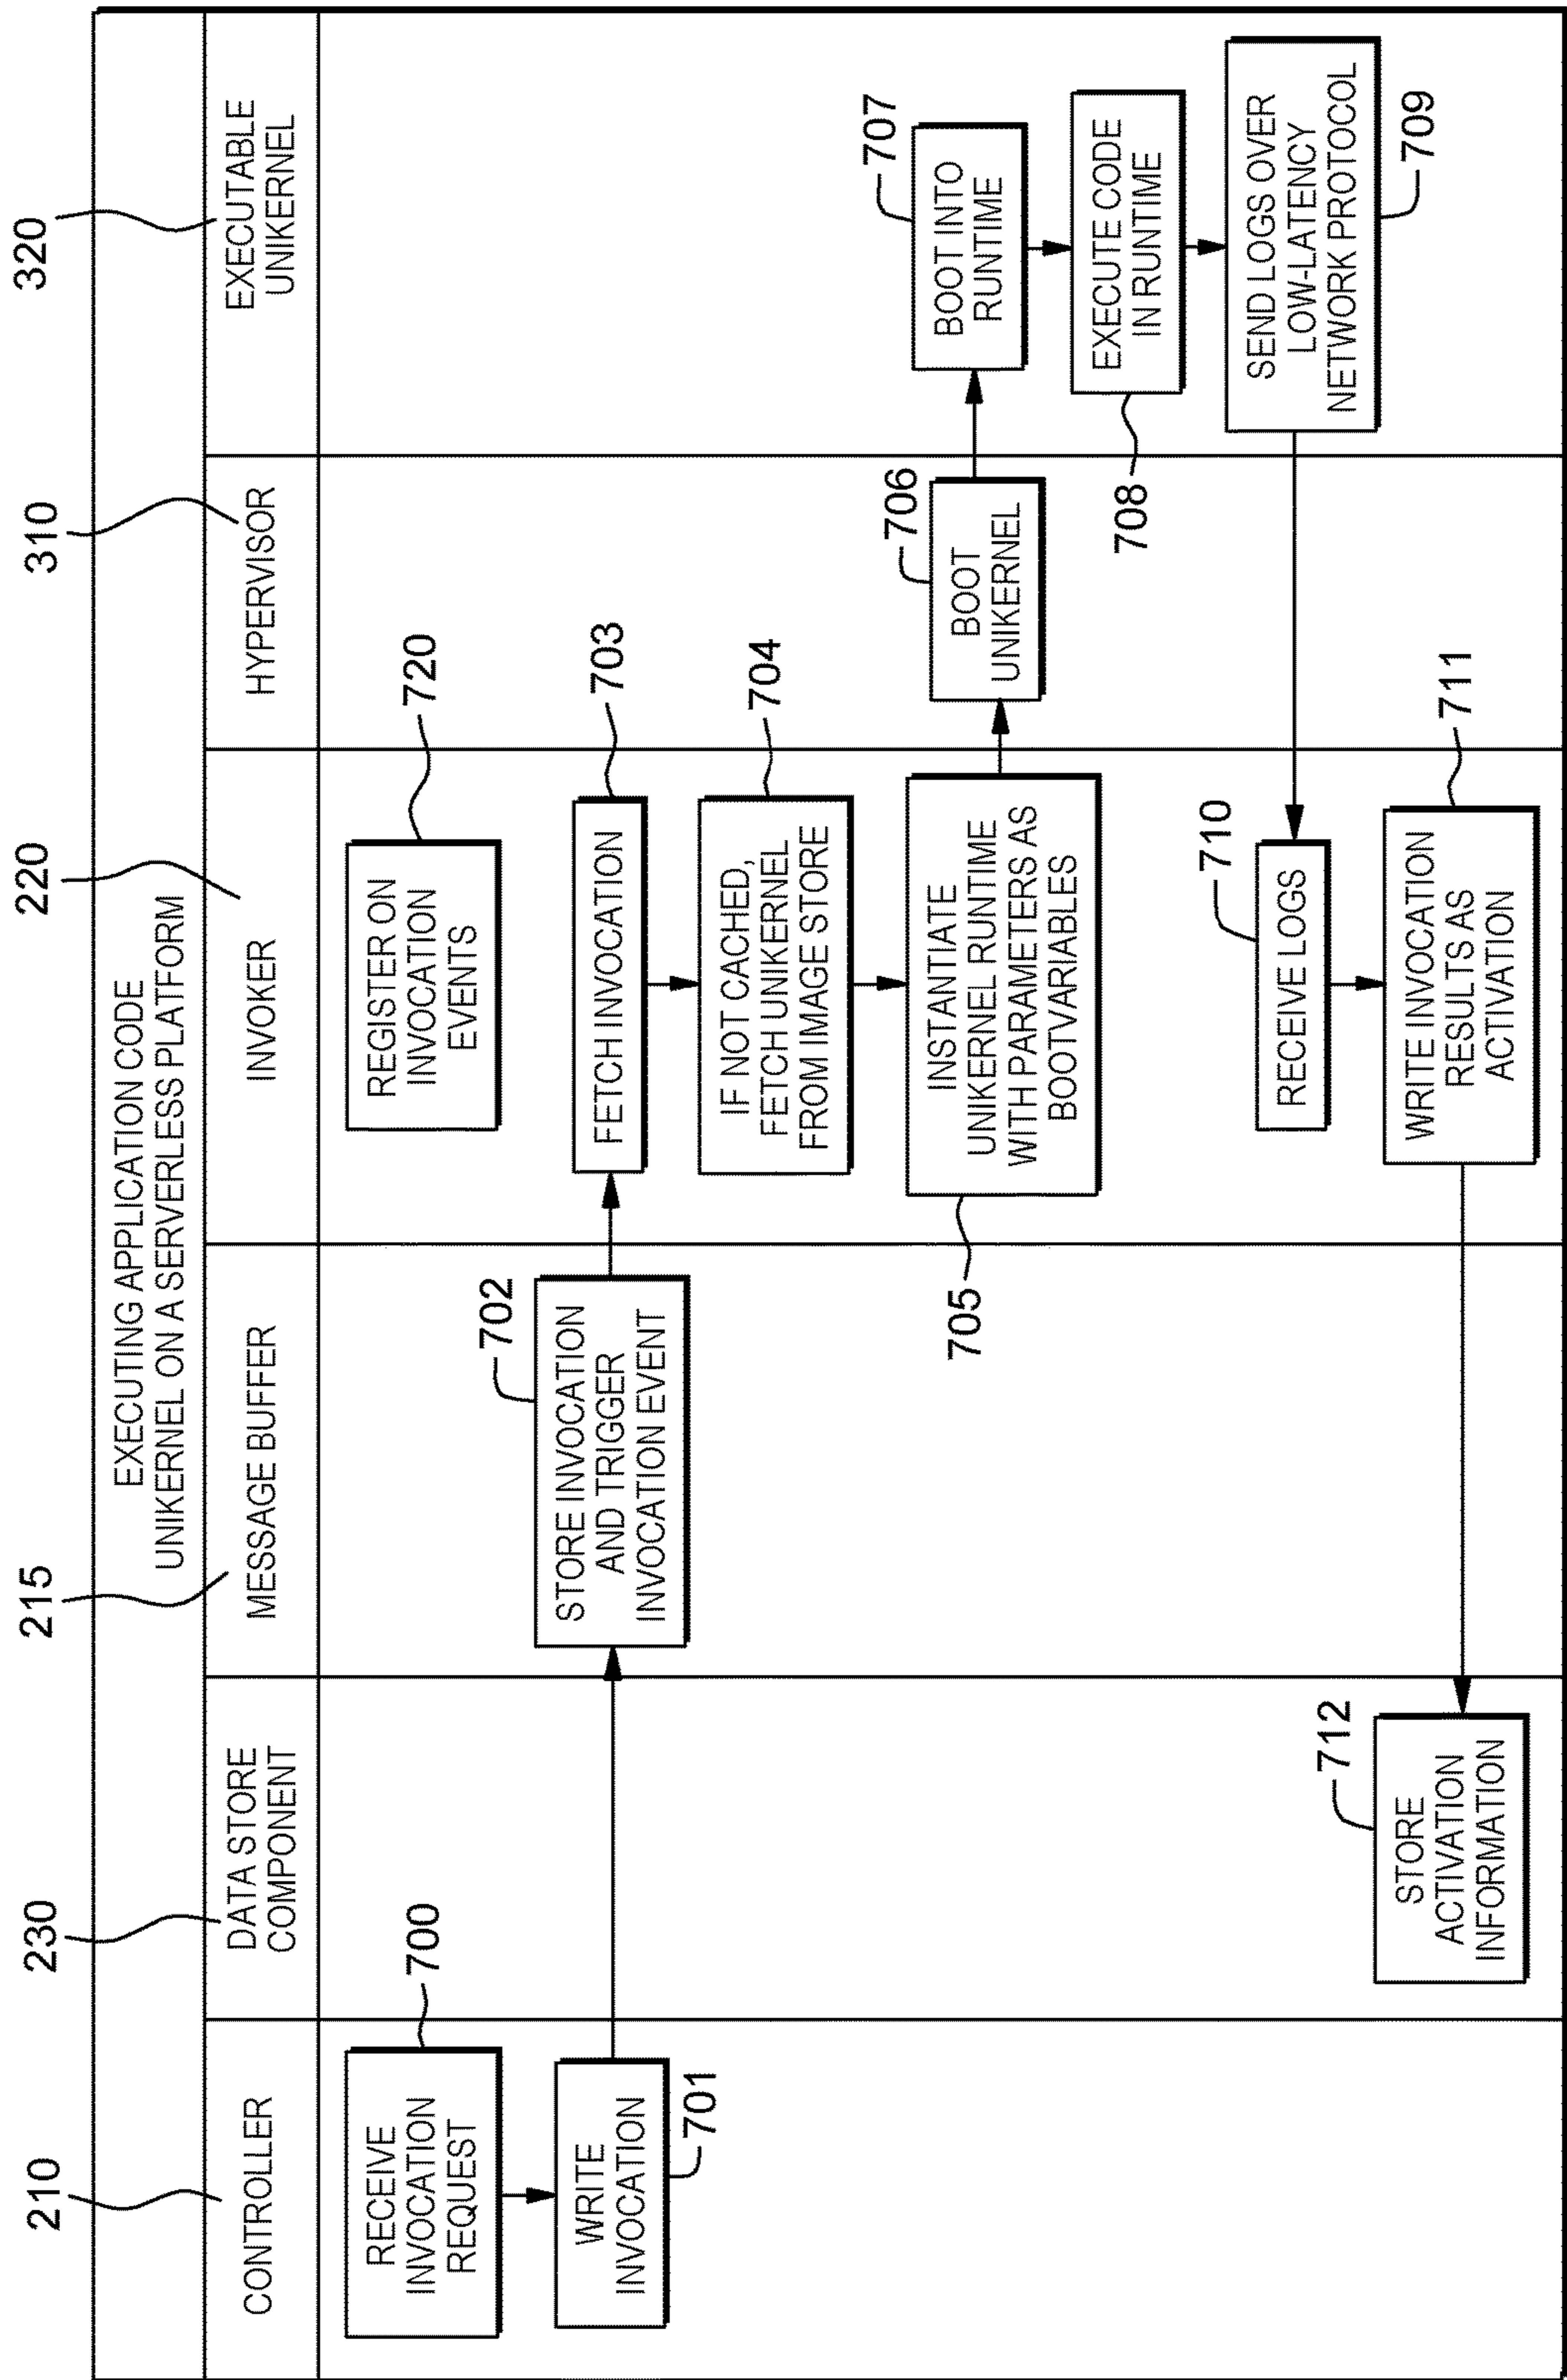 EXECUTING APPLICATION CODE
UNIKERNEL ON A SERVERLESS PLATFORM
210
230
215
220
310
320
CONTROLLER
DATA STORE
COMPONENT
MESSAGE BUFFER
INVOKER
HYPERVISOR
EXECUTABLE
UNIKERNEL
RECEIVE
INVOCATION
REQUEST
700
WRITE
INVOCATION
701
STORE INVOCATION
AND TRIGGER
INVOCATION EVENT
702
REGISTER ON
INVOCATION
EVENTS
720
FETCH INVOCATION
703
IF NOT CACHED,
FETCH UNIKERNEL
FROM IMAGE STORE
704
INSTANTIATE
UNIKERNEL RUNTIME
WITH PARAMETERS AS
BOOTVARIABLES
705
BOOT
UNIKERNEL
706
BOOT INTO
RUNTIME
707
EXECUTE CODE
IN RUNTIME
708
SEND LOGS OVER
LOW-LATENCY
NETWORK PROTOCOL
709
RECEIVE LOGS
710
WRITE INVOCATION
RESULTS AS
ACTIVATION
711
STORE
ACTIVATION
INFORMATION
712